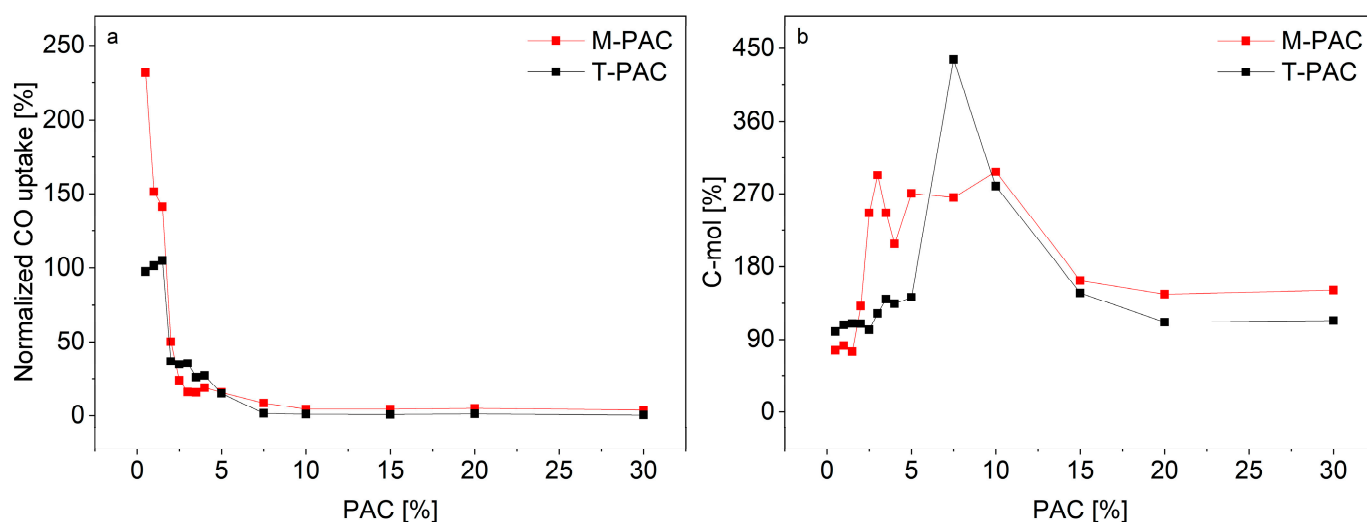 a
M-PAC
T-PAC
Normalized CO uptake [%]
250
200
150
100
50
0
0 5 10 15 20 25 30
PAC [%]
b
M-PAC
T-PAC
C-mol [%]
450
360
270
180
90
0
0 5 10 15 20 25 30
PAC [%]